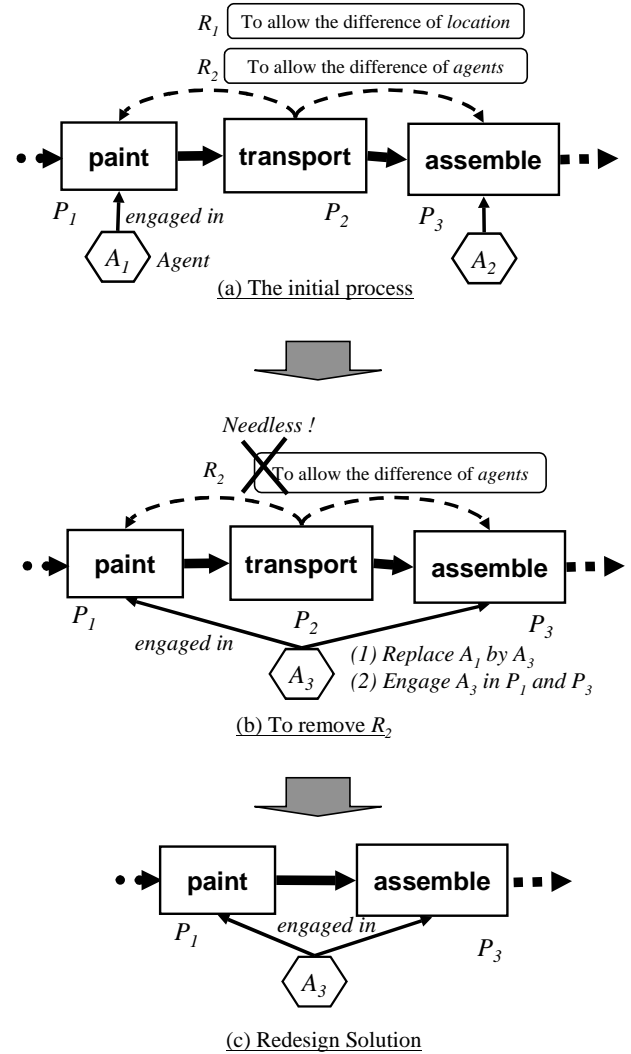 R1 To allow the difference of location
R2 To allow the difference of agents
paint transport assemble
P1 engaged in P2 P3
A1 Agent A2
(a) The initial process
Needless !
R2 To allow the difference of agents
paint transport assemble
P1 engaged in P2 P3
A3 (1) Replace A1 by A3
(2) Engage A3 in P1 and P3
(b) To remove R2
paint assemble
P1 engaged in P3
A3
(c) Redesign Solution